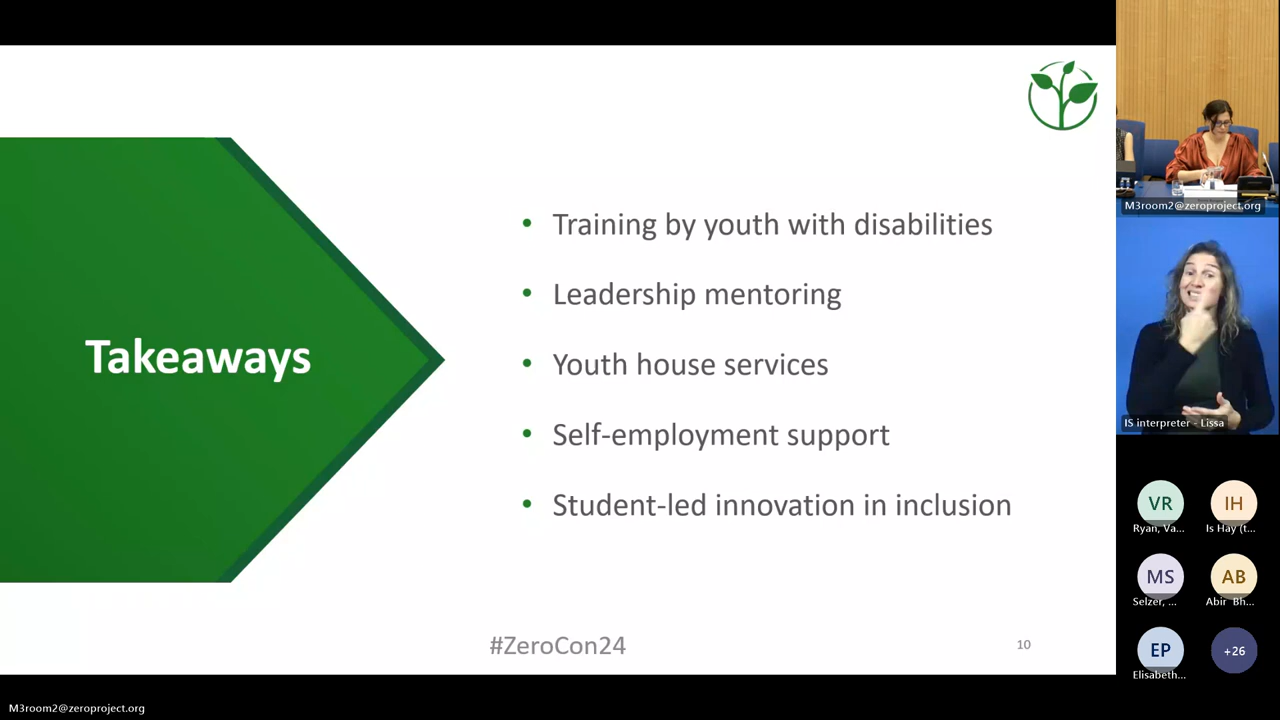 Takeaways
• Training by youth with disabilities
• Leadership mentoring
• Youth house services
• Self-employment support
• Student-led innovation in inclusion
#ZeroCon24
10
M3room2@zeroproject.org
IS interpreter - Lissa
VR
Ryan, Va...
IH
Is Hay (t...
MS
Selzer, ...
AB
Abir Bh...
EP
Elisabeth...
+26
M3room2@zeroproject.org